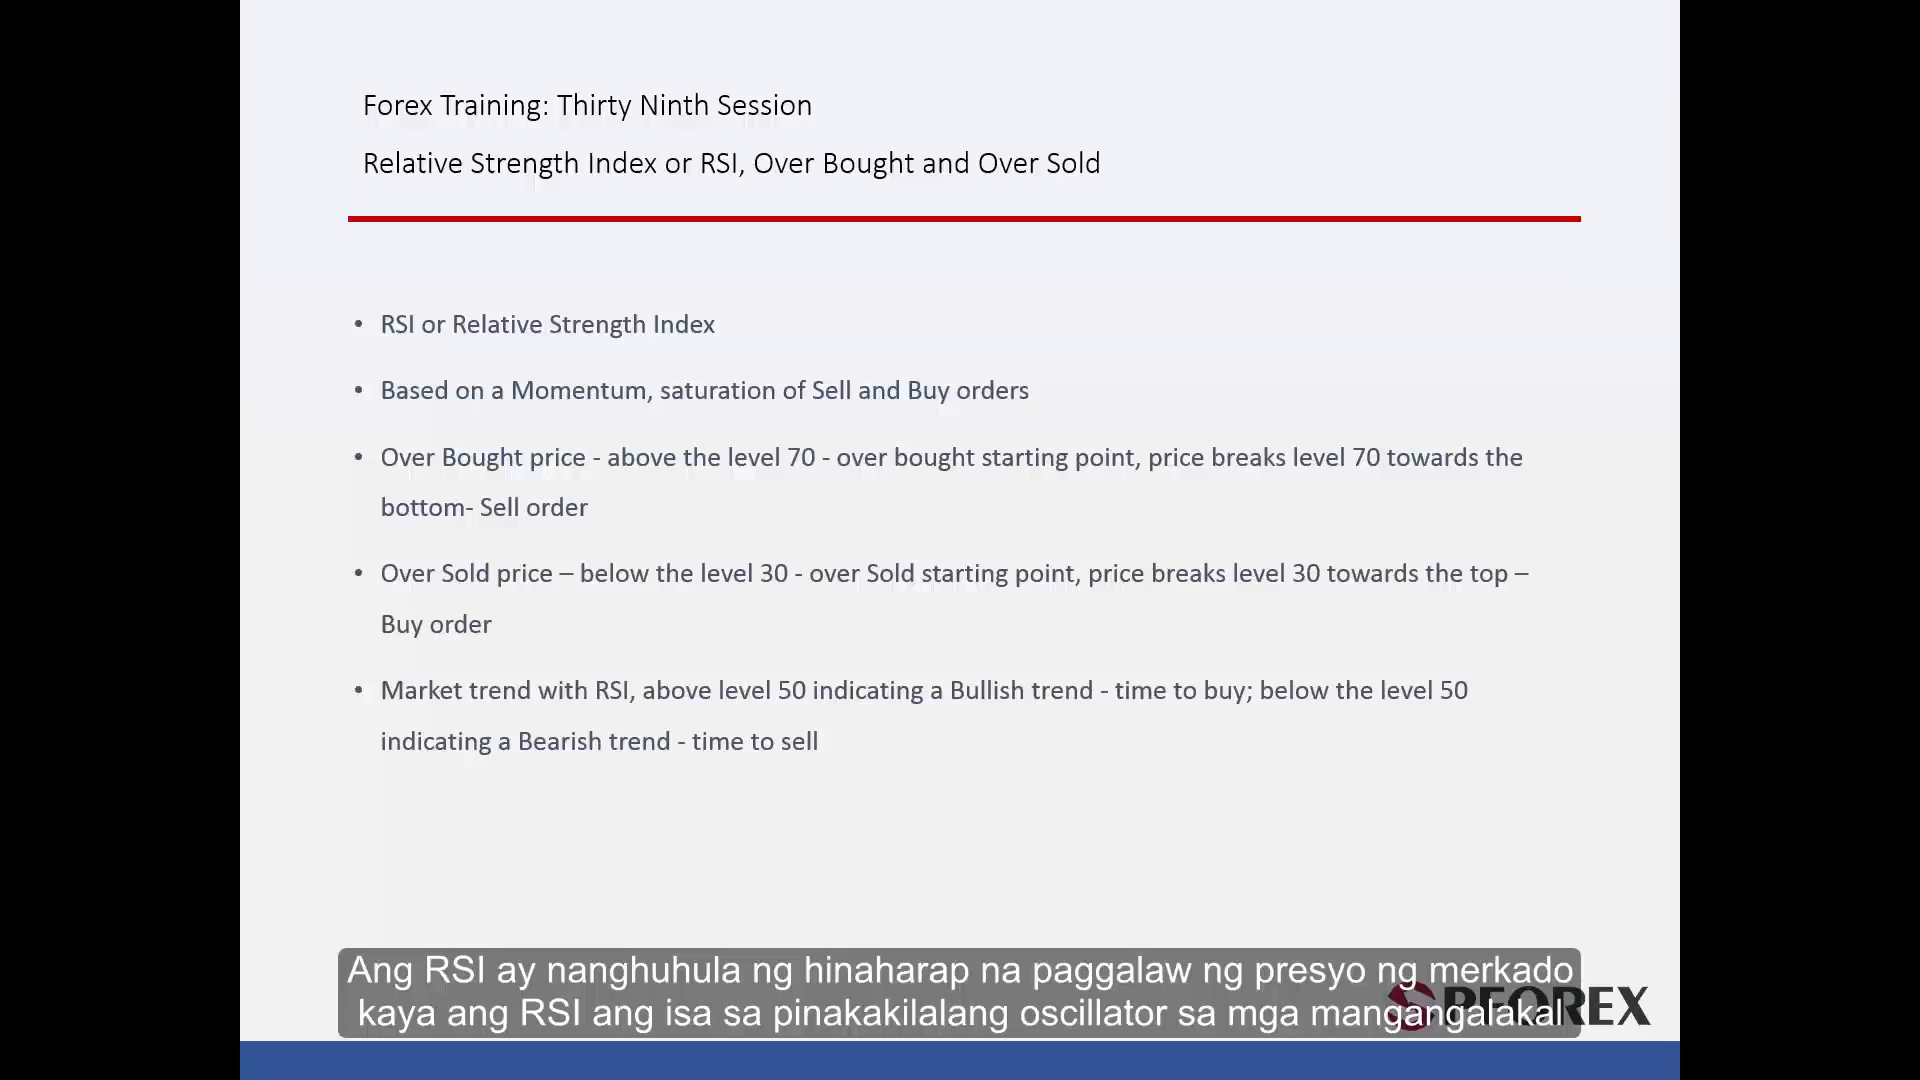 Forex Training: Thirty Ninth Session
Relative Strength Index or RSI, Over Bought and Over Sold
• RSI or Relative Strength Index
• Based on a Momentum, saturation of Sell and Buy orders
• Over Bought price - above the level 70 - over bought starting point, price breaks level 70 towards the
bottom- Sell order
• Over Sold price – below the level 30 - over Sold starting point, price breaks level 30 towards the top –
Buy order
• Market trend with RSI, above level 50 indicating a Bullish trend - time to buy; below the level 50
indicating a Bearish trend - time to sell
Ang RSI ay nanghuhula ng hinaharap na paggalaw ng presyo ng merkado
kaya ang RSI ang isa sa pinakakilalang oscillator sa mga mangangalakal